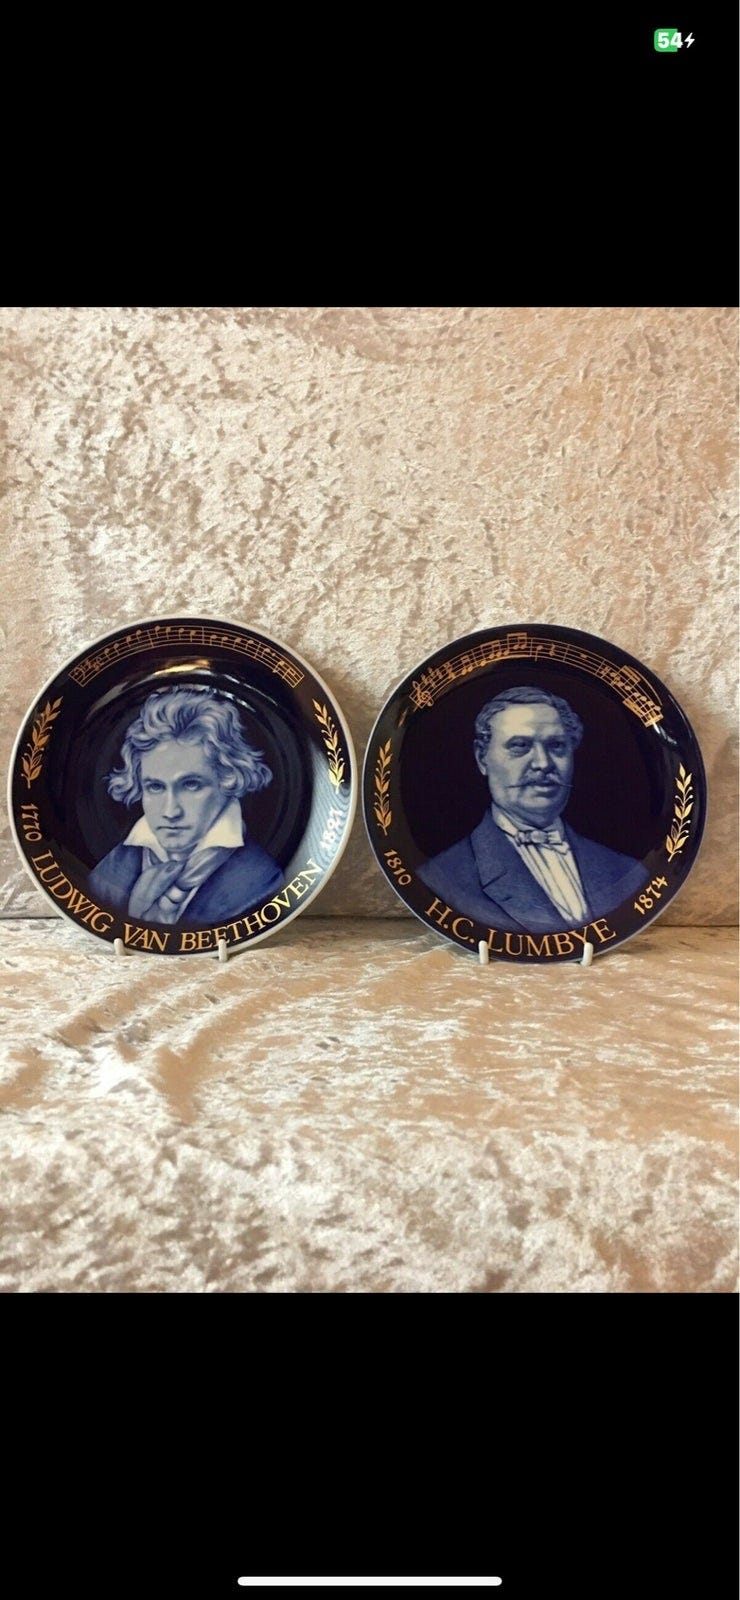 54
1770 LUDWIG VAN BEETHOVEN 1827
1810 H.C. LUMBYE 1874